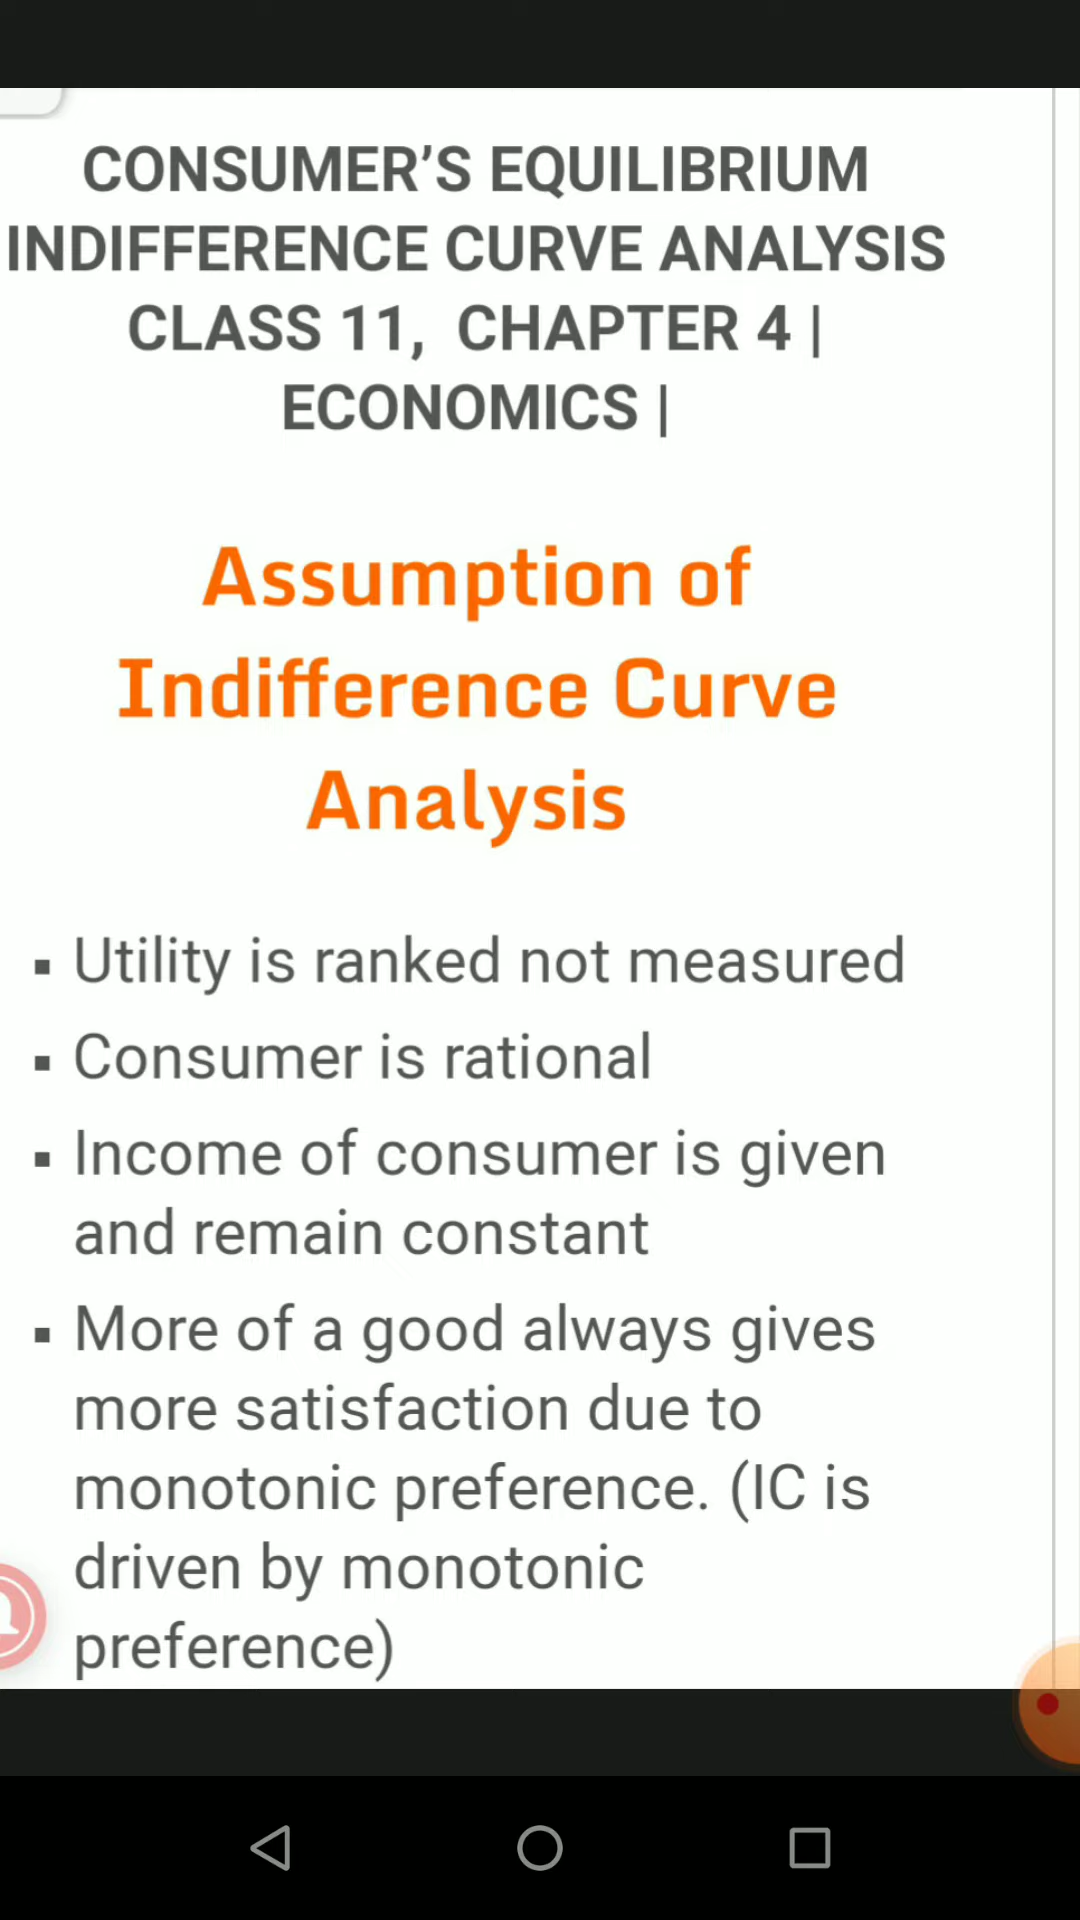 CONSUMER’S EQUILIBRIUM
INDIFFERENCE CURVE ANALYSIS
CLASS 11,  CHAPTER 4 |
ECONOMICS |
Assumption of
Indifference Curve
Analysis
▪ Utility is ranked not measured
▪ Consumer is rational
▪ Income of consumer is given
and remain constant
▪ More of a good always gives
more satisfaction due to
monotonic preference. (IC is
driven by monotonic
preference)